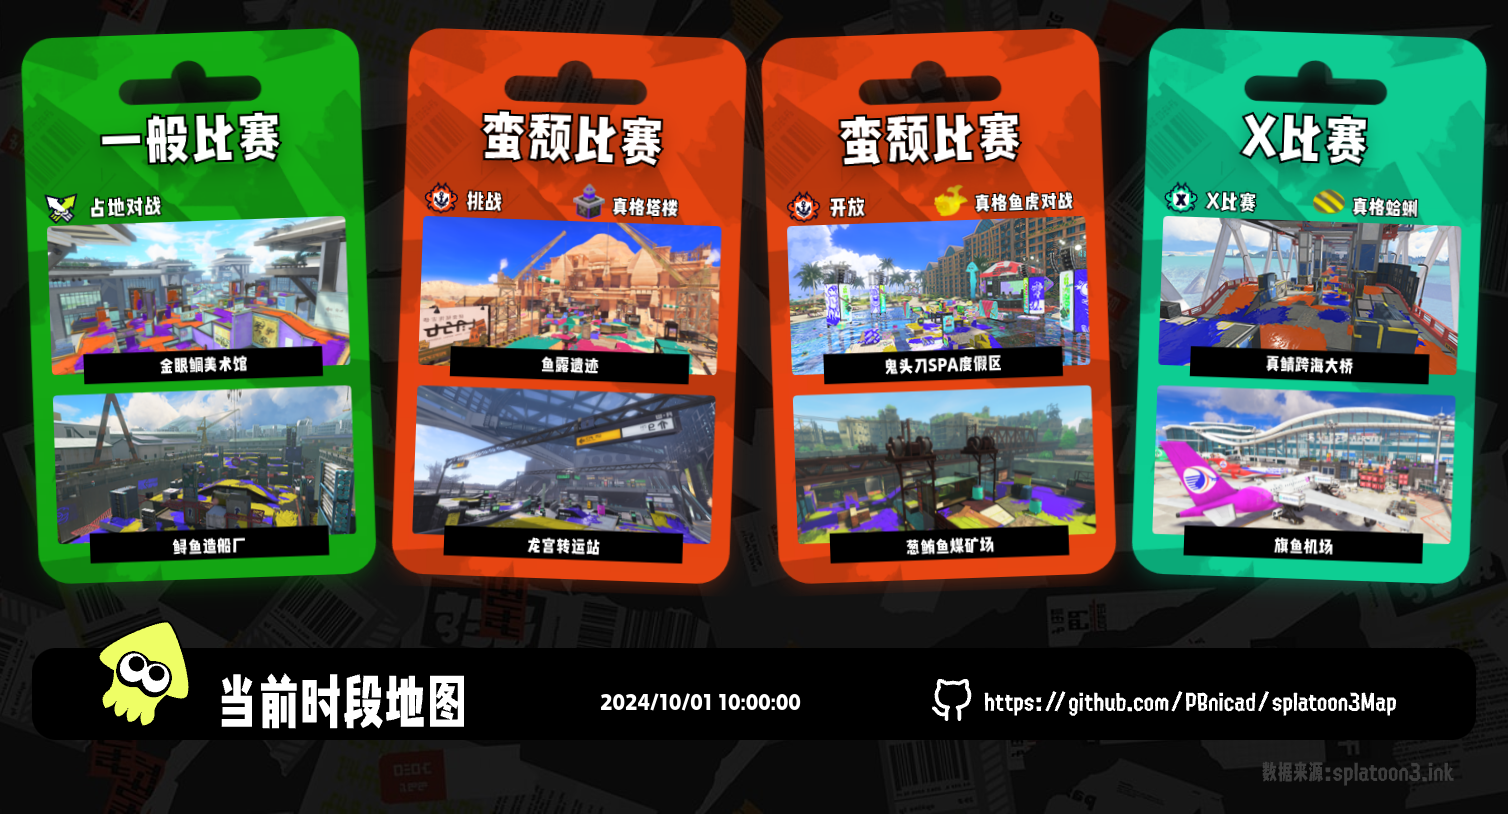 一般比赛
占地对战
金眼鲷美术馆
鲟鱼造船厂
蛮颓比赛
挑战
真格塔楼
鱼露遗迹
龙宫转运站
蛮颓比赛
开放
真格鱼虎对战
鬼头刀SPA度假区
葱鲔鱼煤矿场
X比赛
X比赛
真格蛤蜊
真鲭跨海大桥
旗鱼机场
当前时段地图
2024/10/01 10:00:00
https://github.com/PBnicad/splatoon3Map
数据来源:splatoon3.ink